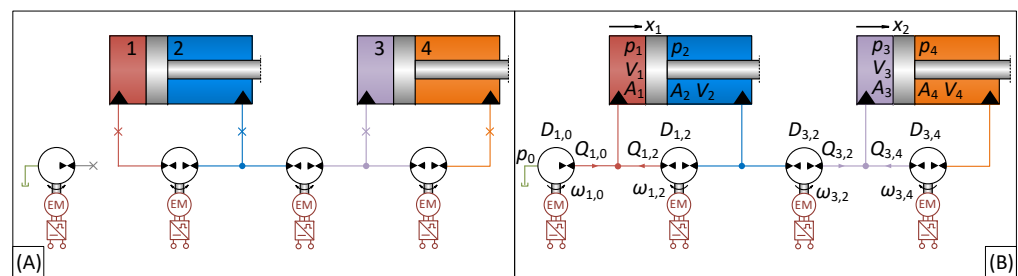 1 2 3 4
EM EM EM EM
(A)
x1 x2
p1 p2 p3 p4
V1 V3
A1 A2 V2 A3 A4 V4
D1,0 D1,2 D3,2 D3,4
p0 Q1,0 Q1,2 Q3,2 Q3,4
ω1,0 ω1,2 ω3,2 ω3,4
EM EM EM EM
(B)